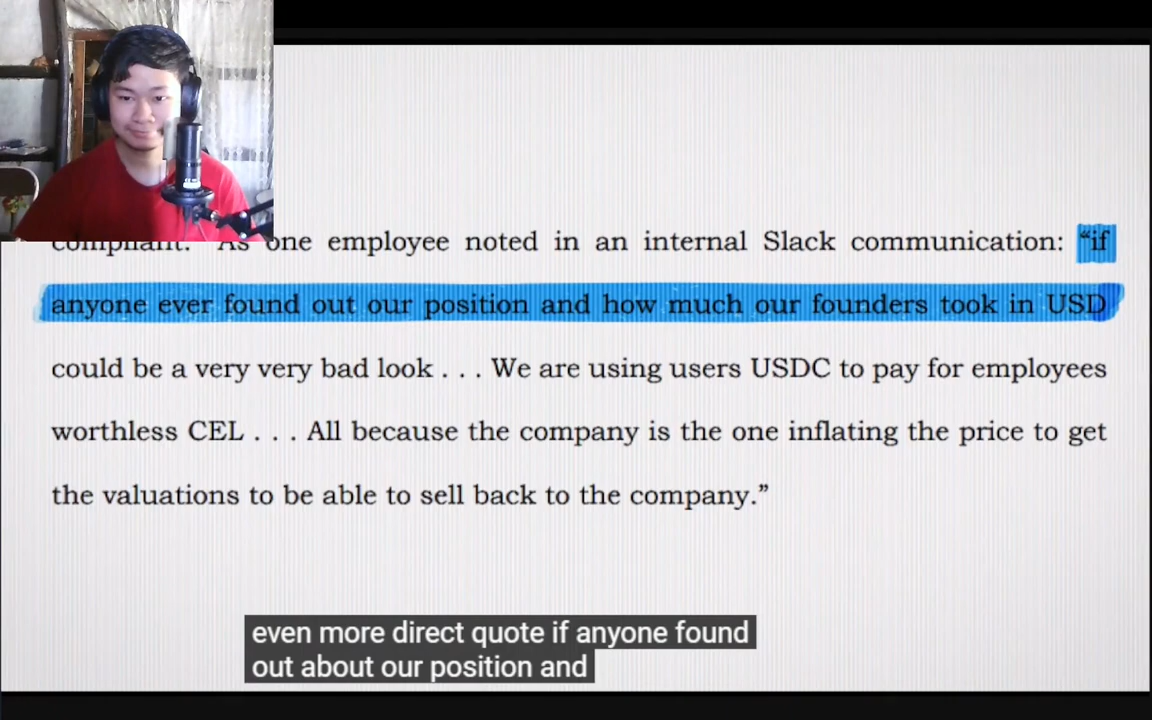 compliant. As one employee noted in an internal Slack communication: “if
anyone ever found out our position and how much our founders took in USD
could be a very very bad look . . . We are using users USDC to pay for employees
worthless CEL . . . All because the company is the one inflating the price to get
the valuations to be able to sell back to the company.”
even more direct quote if anyone found
out about our position and